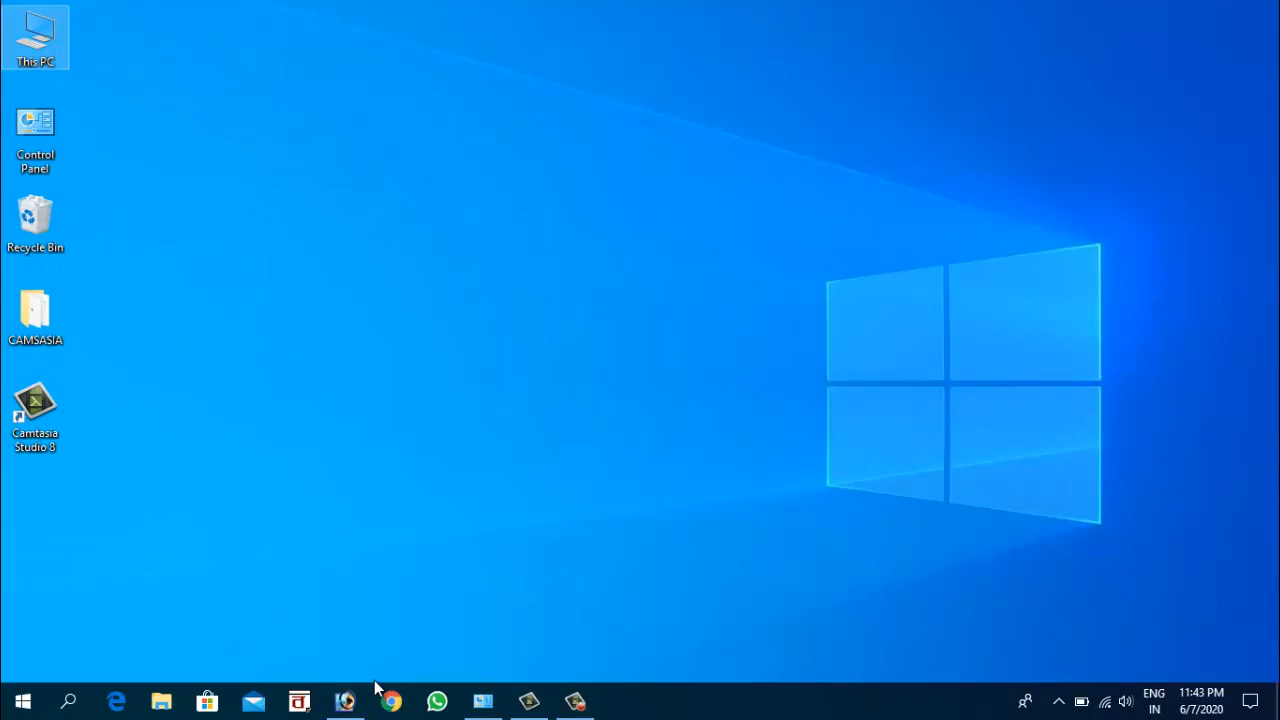 This PC
Control
Panel
Recycle Bin
CAMSASIA
Camtasia
Studio 8
ENG
IN
11:43 PM
6/7/2020